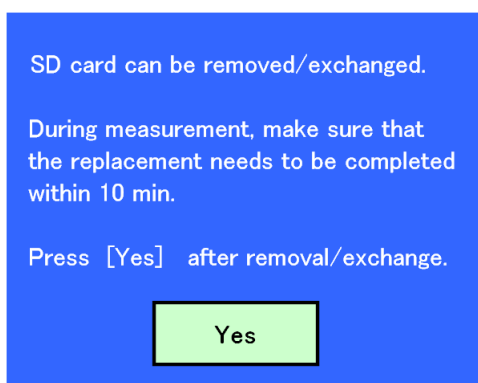 SD card can be removed/exchanged.
During measurement, make sure that
the replacement needs to be completed
within 10 min.
Press [Yes] after removal/exchange.
Yes